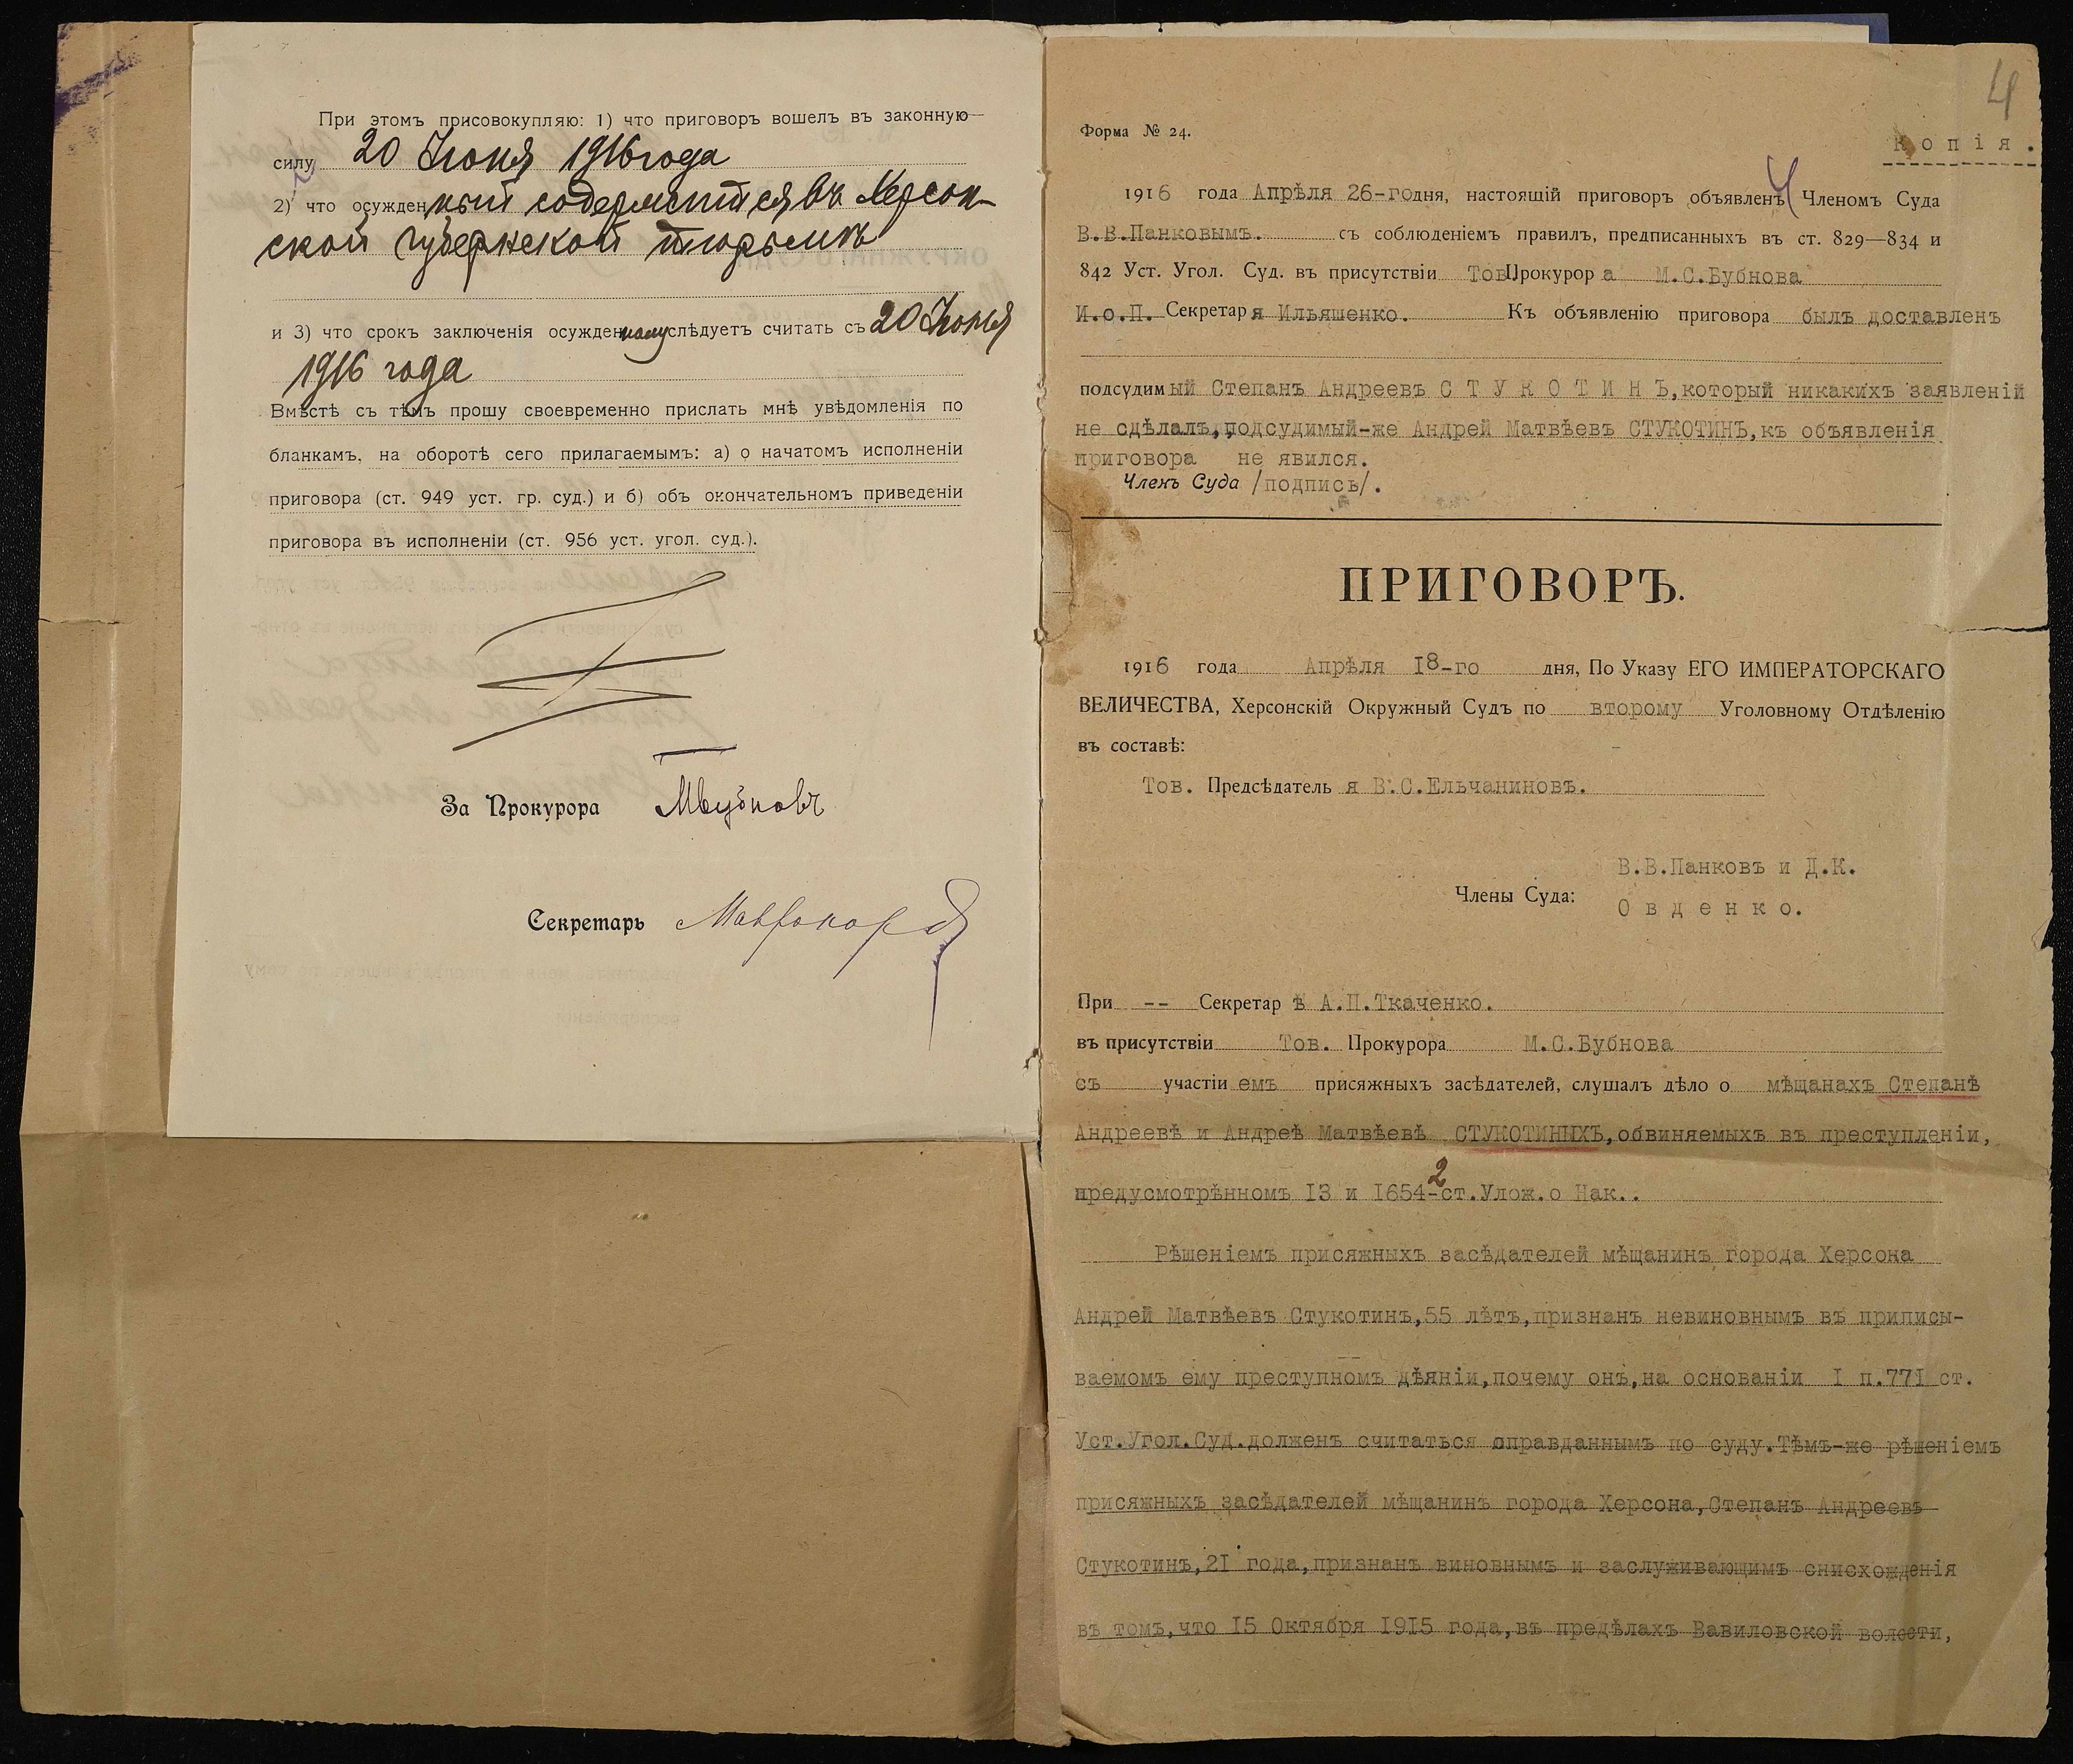 При этомъ присовокупляю: 1) что приговоръ вошелъ въ законную
силу 20 Июня 1916 года
2) что осужденный содержится въ Херсон-
ской губернской тюрьмѣ
и 3) что срокъ заключенія осужденному слѣдуетъ считать съ 20 Июня
1916 года
Вмѣстѣ съ тѣмъ прошу своевременно прислать мнѣ увѣдомленія по
бланкамъ, на оборотѣ сего прилагаемымъ: а) о начатомъ исполненіи
приговора (ст. 949 уст. гр. суд.) и б) объ окончательномъ приведеніи
приговора въ исполненіи (ст. 956 уст. угол. суд.).
За Прокурора МБубновъ
Секретарь
4
Форма № 24.
Копія.
1916 года Апрѣля 26-го дня, настоящій приговоръ объявленъ Членомъ Суда
В.В.Панковымъ. съ соблюденіемъ правилъ, предписанныхъ въ ст. 829—834 и
842 Уст. Угол. Суд. въ присутствіи Тов. Прокурора М.С.Бубнова
И.о.П. Секретаря Ильяшенко. Къ объявленію приговора былъ доставленъ
подсудимый Степанъ Андреевъ С Т У К О Т И Н Ъ,который никакихъ заявленій
не сдѣлалъ,,подсудимый-же Андрей Матвѣевъ СТУКОТИНЪ,къ объявленія
приговора не явился.
Членъ Суда /подпись/.
ПРИГОВОРЪ.
1916 года Апрѣля 18-го дня, По Указу ЕГО ИМПЕРАТОРСКАГО
ВЕЛИЧЕСТВА, Херсонскій Окружный Судъ по второму Уголовному Отдѣленію
въ составѣ:
Тов. Предсѣдателья В.С.Ельчаниновъ.
В.В.Панковъ и Д.К.
Члены Суда:
О в д е н к о.
При -- Секретарѣ А.П.Ткаченко.
въ присутствіи Тов. Прокурора М.С.Бубнова
съ участіемъ присяжныхъ засѣдателей, слушалъ дѣло о мѣщанахъ Степанѣ
Андреевѣ и Андреѣ Матвѣевѣ СТУКОТИНЫХЪ,обвиняемыхъ въ преступленіи,
предусмотрѣнномъ 13 и 1654-2 ст.Улож.о Нак..
Рѣшеніемъ присяжныхъ засѣдателей мѣщанинъ города Херсона
Андрей Матвѣевъ Стукотинъ,55 лѣтъ,признанъ невиновнымъ въ приписы-
ваемомъ ему преступномъ дѣяніи,почему онъ,на основаніи I п.771 ст.
Уст.Угол.Суд.долженъ считаться оправданнымъ по суду.Тѣмъ-же рѣшеніемъ
присяжныхъ засѣдателей мѣщанинъ города Херсона,Степанъ Андреевъ
Стукотинъ,21 года,признанъ виновнымъ и заслуживающимъ снисхожденія
въ томъ,что 15 Октября 1915 года,въ предѣлахъ Вавиловской волости,